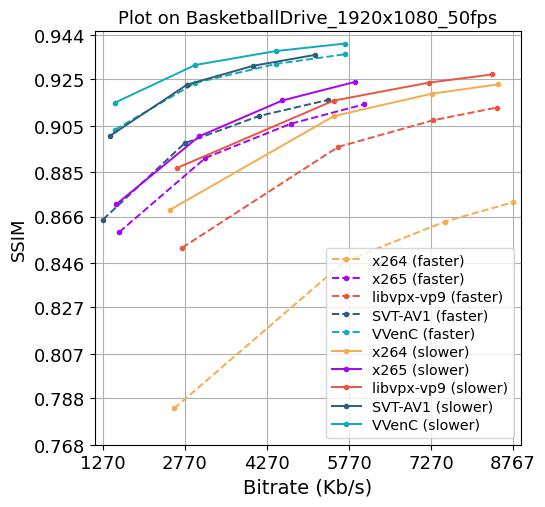 Plot on BasketballDrive_1920x1080_50fps
SSIM
0.944
0.925
0.905
0.885
0.866
0.846
0.827
0.807
0.788
0.768
x264 (faster)
x265 (faster)
libvpx-vp9 (faster)
SVT-AV1 (faster)
VVenC (faster)
x264 (slower)
x265 (slower)
libvpx-vp9 (slower)
SVT-AV1 (slower)
VVenC (slower)
1270 2770 4270 5770 7270 8767
Bitrate (Kb/s)